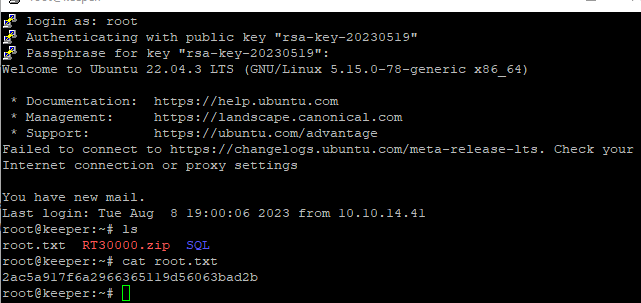 login as: root
Authenticating with public key "rsa-key-20230519"
Passphrase for key "rsa-key-20230519":
Welcome to Ubuntu 22.04.3 LTS (GNU/Linux 5.15.0-78-generic x86_64)
* Documentation:  https://help.ubuntu.com
* Management:     https://landscape.canonical.com
* Support:        https://ubuntu.com/advantage
Failed to connect to https://changelogs.ubuntu.com/meta-release-lts. Check your
Internet connection or proxy settings
You have new mail.
Last login: Tue Aug  8 19:00:06 2023 from 10.10.14.41
root@keeper:~# ls
root.txt  RT30000.zip  SQL
root@keeper:~# cat root.txt
2ac5a917f6a2966365119d56063bad2b
root@keeper:~#